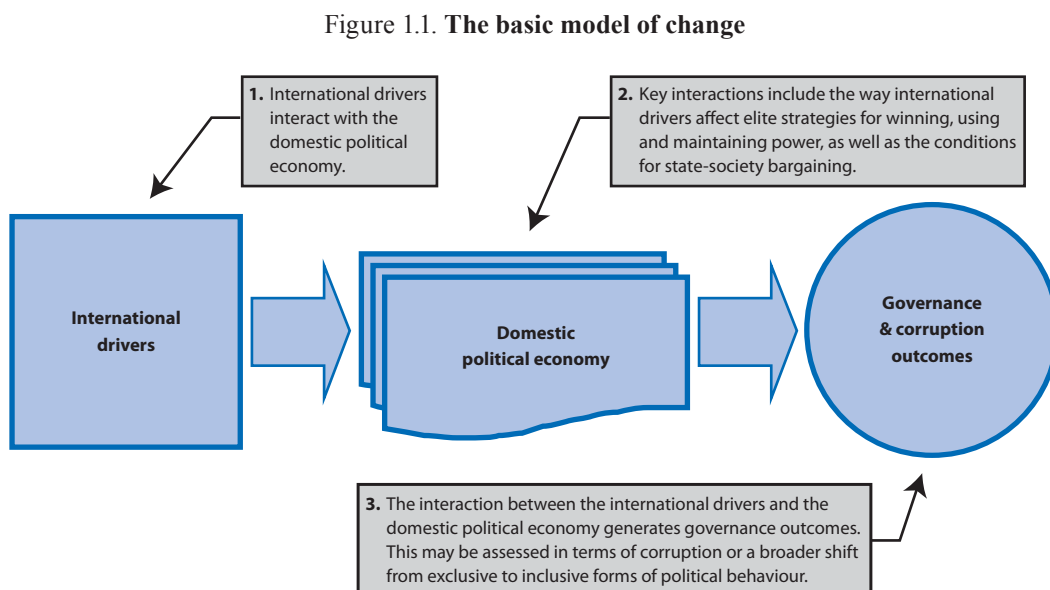 Figure 1.1. The basic model of change
1. International drivers
interact with the
domestic political
economy.
2. Key interactions include the way international
drivers affect elite strategies for winning, using
and maintaining power, as well as the conditions
for state-society bargaining.
International
drivers
Domestic
political economy
Governance
& corruption
outcomes
3. The interaction between the international drivers and the
domestic political economy generates governance outcomes.
This may be assessed in terms of corruption or a broader shift
from exclusive to inclusive forms of political behaviour.